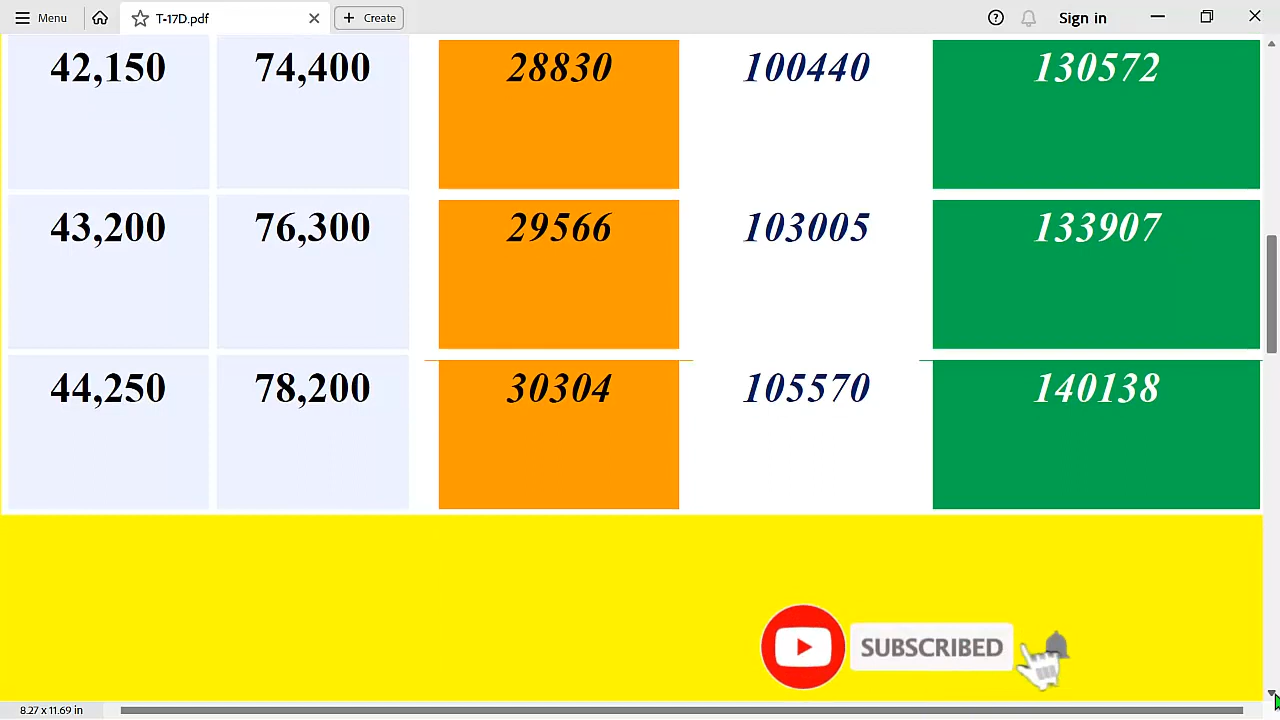 Menu T-17D.pdf Create Sign in
42,150 74,400 28830 100440 130572
43,200 76,300 29566 103005 133907
44,250 78,200 30304 105570 140138
SUBSCRIBED
8.27 x 11.69 in